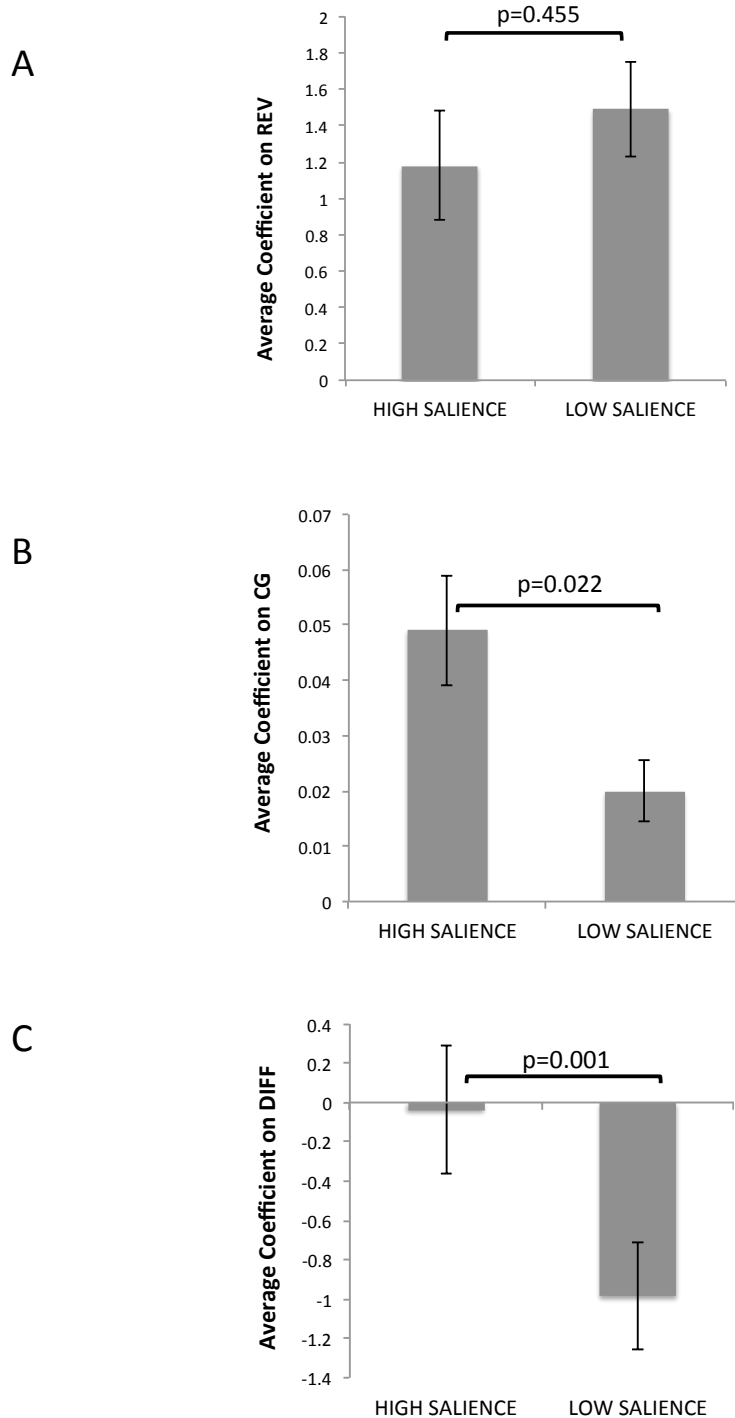 A
Average Coefficient on REV
2
1.8
1.6
1.4
1.2
1
0.8
0.6
0.4
0.2
0
p=0.455
HIGH SALIENCE LOW SALIENCE
B
Average Coefficient on CG
0.07
0.06
0.05
0.04
0.03
0.02
0.01
0
p=0.022
HIGH SALIENCE LOW SALIENCE
C
Average Coefficient on DIFF
0.4
0.2
0
-0.2
-0.4
-0.6
-0.8
-1
-1.2
-1.4
p=0.001
HIGH SALIENCE LOW SALIENCE